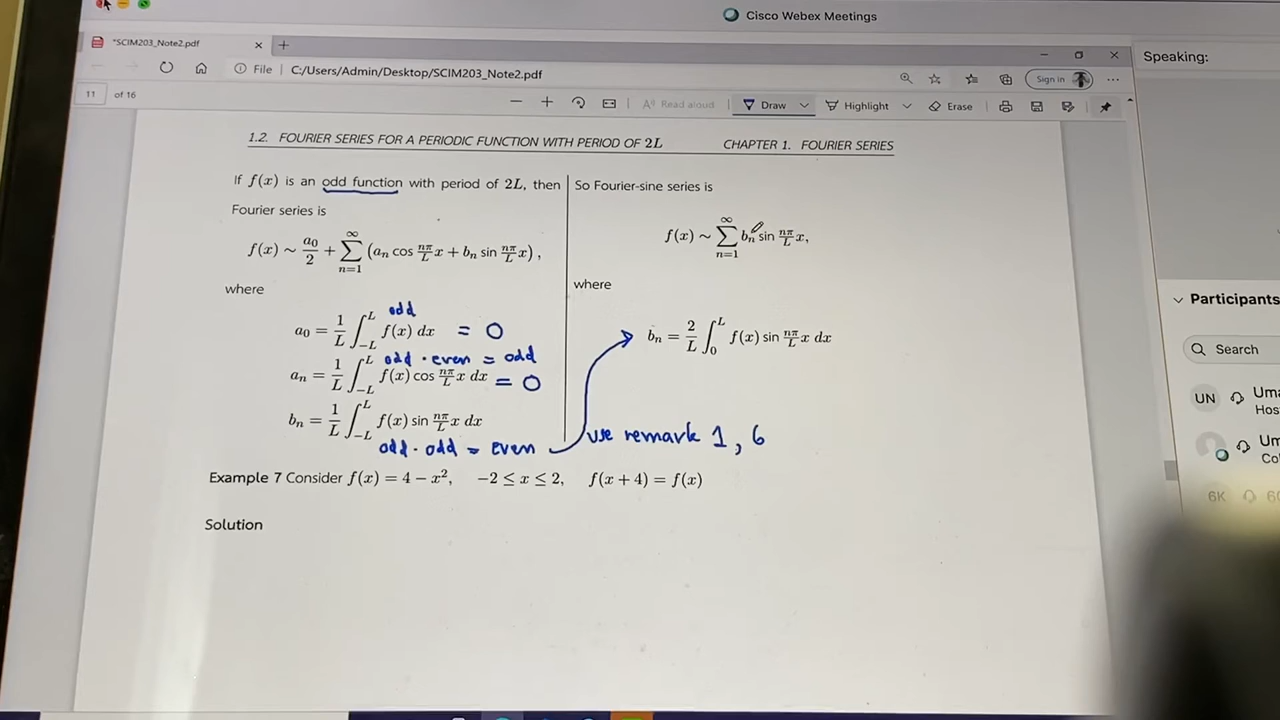 Cisco Webex Meetings
*SCIM203_Note2.pdf
File | C:/Users/Admin/Desktop/SCIM203_Note2.pdf
Sign in
Speaking:
11 of 16
Read aloud
Draw
Highlight
Erase
1.2. FOURIER SERIES FOR A PERIODIC FUNCTION WITH PERIOD OF 2L CHAPTER 1. FOURIER SERIES
If f(x) is an odd function with period of 2L, then
Fourier series is
f(x) ~ a₀/2 + ∑_{n=1}^{∞} (aₙ cos nπ/L x + bₙ sin nπ/L x),
where
odd
a₀ = 1/L ∫_{-L}^{L} f(x) dx = 0
odd · even = odd
aₙ = 1/L ∫_{-L}^{L} f(x) cos nπ/L x dx = 0
bₙ = 1/L ∫_{-L}^{L} f(x) sin nπ/L x dx
odd · odd = even
So Fourier-sine series is
f(x) ~ ∑_{n=1}^{∞} bₙ sin nπ/L x,
where
bₙ = 2/L ∫_{0}^{L} f(x) sin nπ/L x dx
use remark 1, 6
Example 7 Consider f(x) = 4 − x², −2 ≤ x ≤ 2, f(x + 4) = f(x)
Solution
Participants
Search
UN
Host
6K